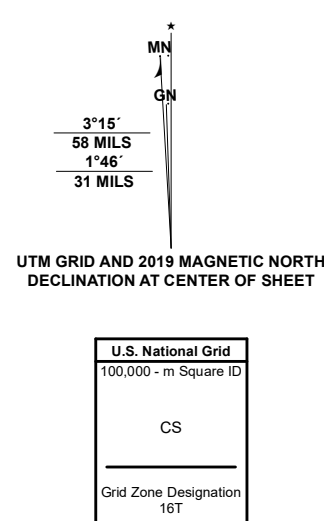 MN
GN
3°15´
58 MILS
1°46´
31 MILS
UTM GRID AND 2019 MAGNETIC NORTH
DECLINATION AT CENTER OF SHEET
U.S. National Grid
100,000 - m Square ID
CS
Grid Zone Designation
16T